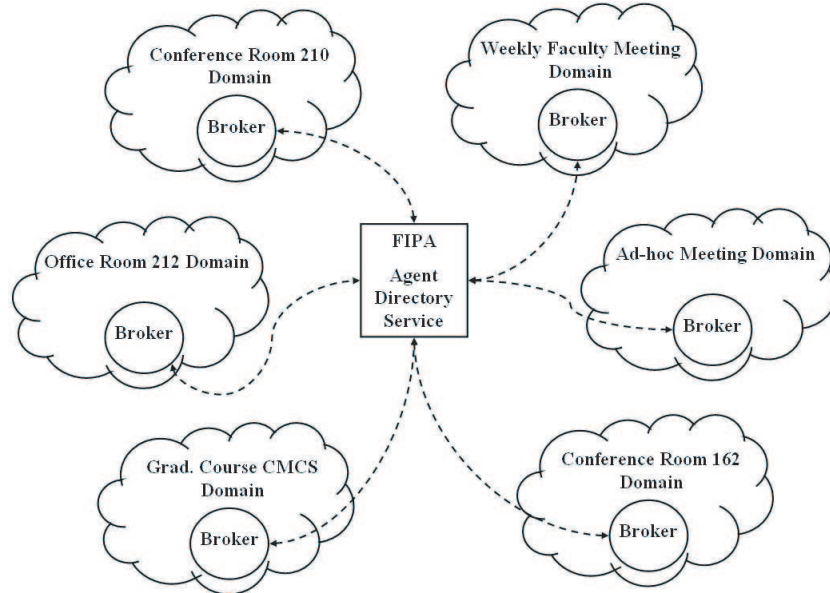 Conference Room 210
Domain
Broker
Weekly Faculty Meeting
Domain
Broker
FIPA
Agent
Directory
Service
Office Room 212 Domain
Broker
Ad-hoc Meeting Domain
Broker
Grad. Course CMCS
Domain
Broker
Conference Room 162
Domain
Broker